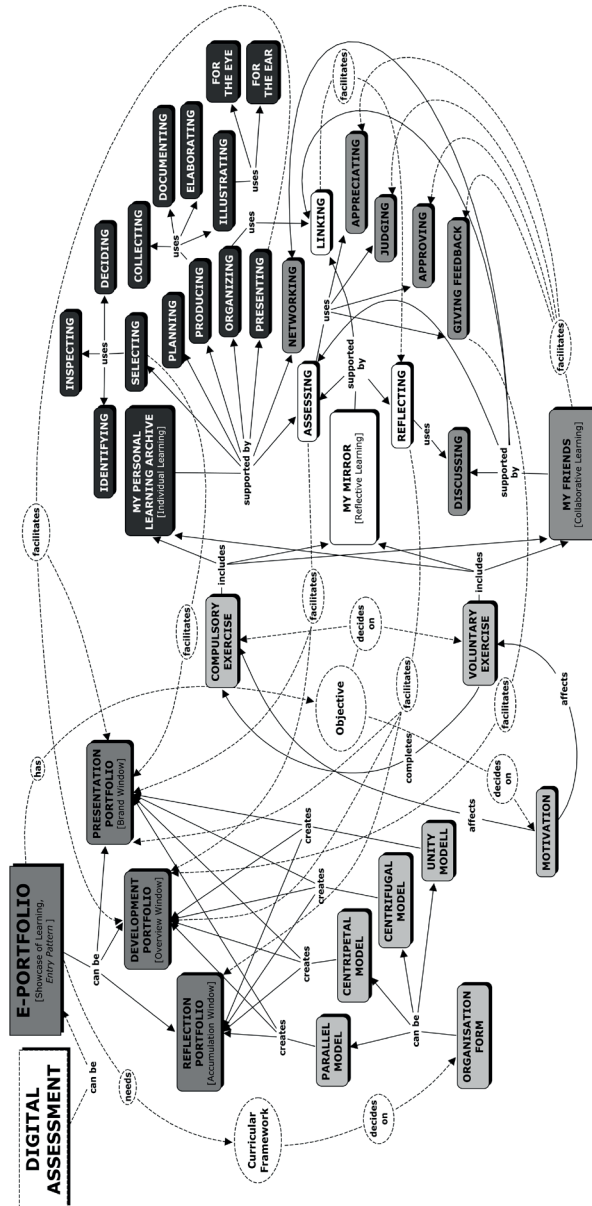 DIGITAL
ASSESSMENT
can be
E-PORTFOLIO
[Showcase of Learning,
Entry Pattern ]
has
needs
can be
facilitates
PRESENTATION
PORTFOLIO
[Brand Window]
DEVELOPMENT
PORTFOLIO
[Overview Window]
REFLECTION
PORTFOLIO
[Accumulation Window]
Curricular
Framework
decides
on
creates
creates
creates
creates
PARALLEL
MODEL
CENTRIPETAL
MODEL
CENTRIFUGAL
MODEL
UNITY
MODELL
can be
ORGANISATION
FORM
Objective
decides
on
decides
on
completes
affects
affects
MOTIVATION
COMPULSORY
EXERCISE
VOLUNTARY
EXERCISE
includes
includes
facilitates
facilitates
facilitates
facilitates
MY PERSONAL
LEARNING ARCHIVE
[Individual Learning]
MY MIRROR
[Reflective Learning]
MY FRIENDS
[Collaborative Learning]
supported by
supported
by
supported
by
IDENTIFYING
INSPECTING
DECIDING
uses
SELECTING
PLANNING
PRODUCING
ORGANIZING
PRESENTING
NETWORKING
ASSESSING
REFLECTING
DISCUSSING
uses
COLLECTING
DOCUMENTING
ELABORATING
ILLUSTRATING
uses
uses
FOR
THE EYE
FOR
THE EAR
uses
LINKING
uses
APPRECIATING
JUDGING
APPROVING
GIVING FEEDBACK
facilitates
facilitates